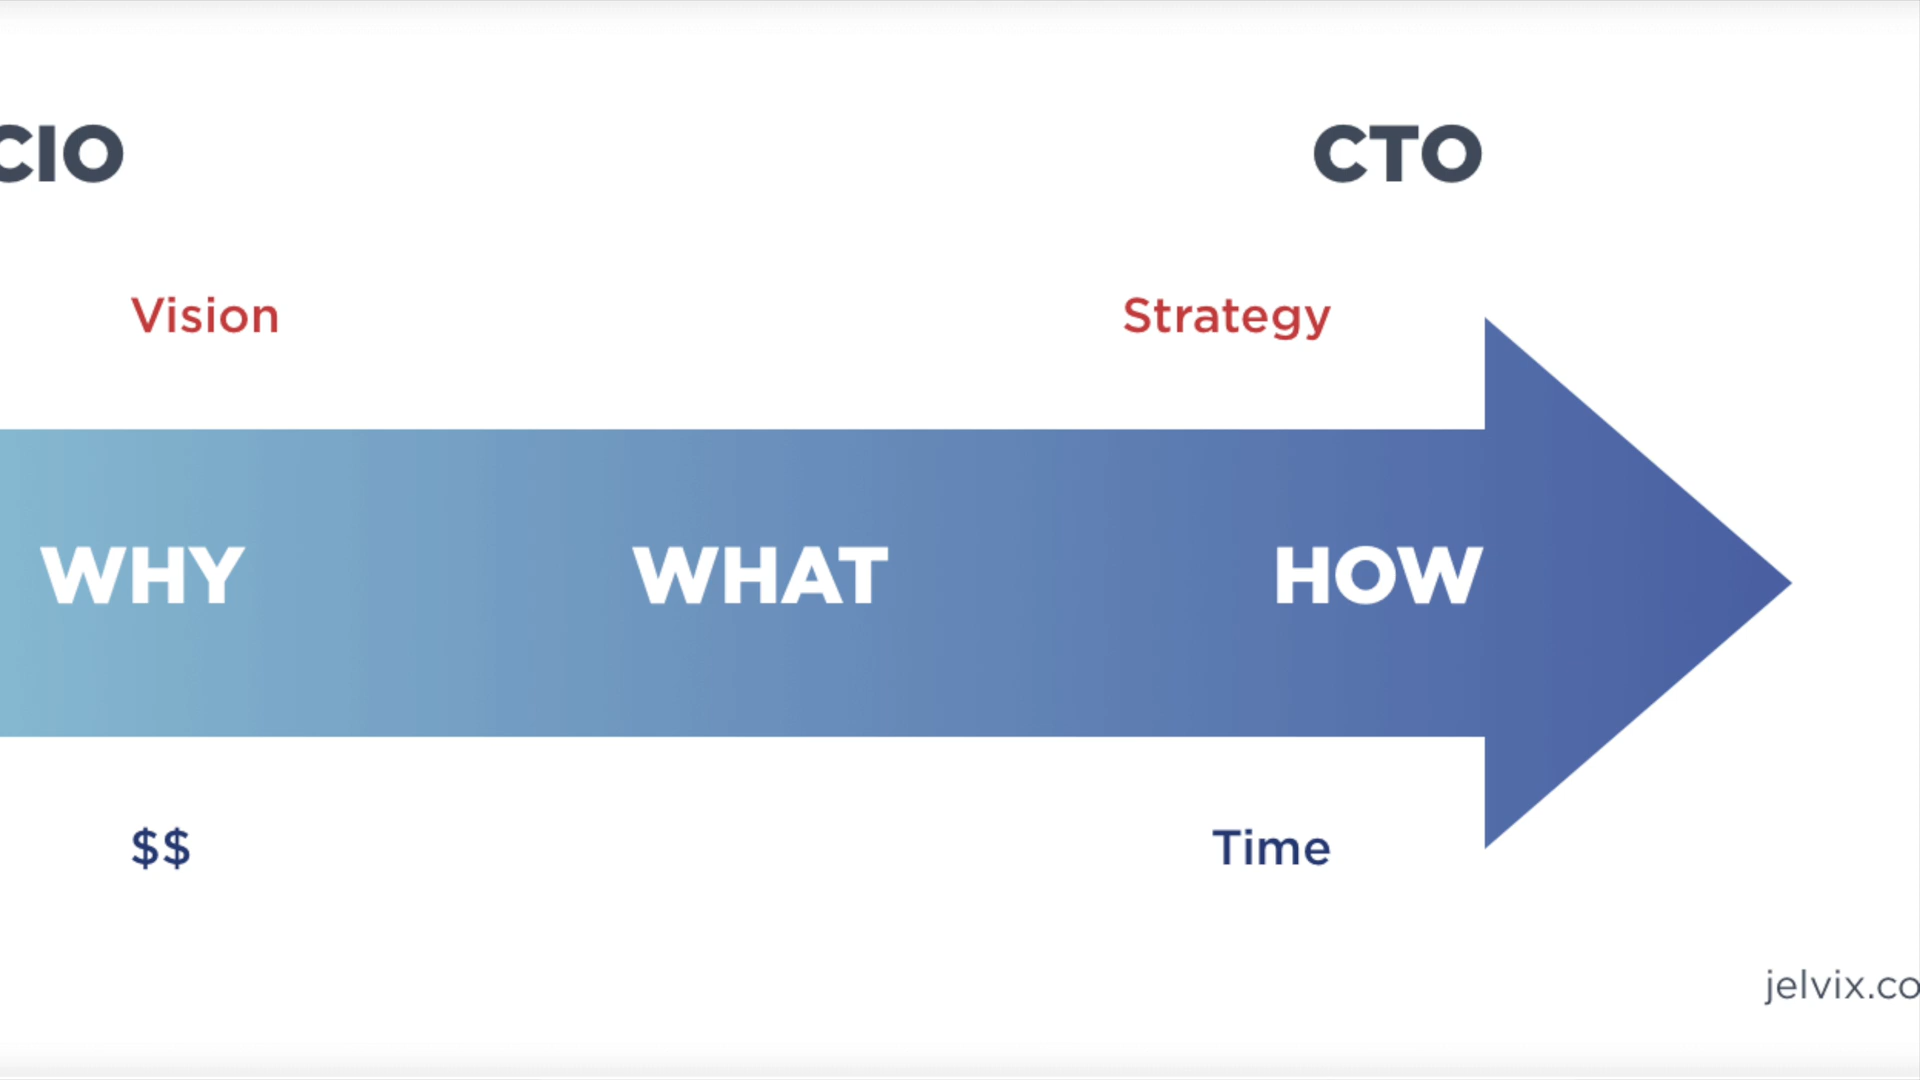 CIO
CTO
Vision
Strategy
WHY
WHAT
HOW
$$
Time
jelvix.co